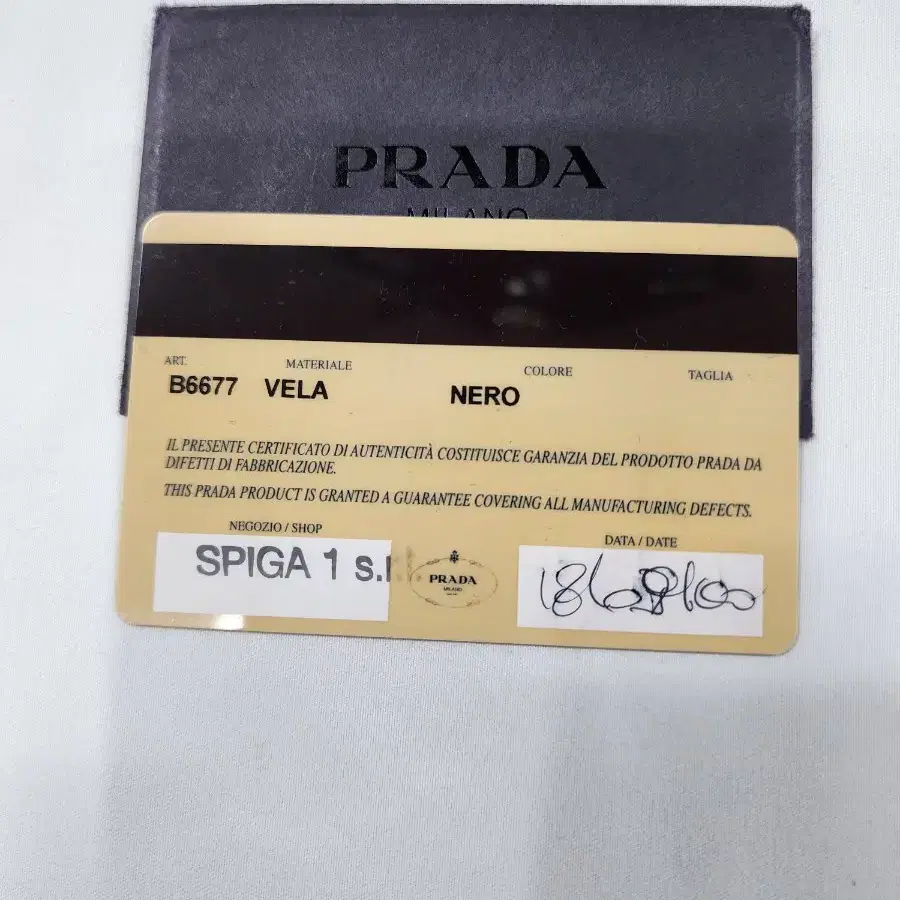 PRADA
MILANO
ART.
MATERIALE
COLORE
TAGLIA
B6677 VELA NERO
IL PRESENTE CERTIFICATO DI AUTENTICITÀ COSTITUISCE GARANZIA DEL PRODOTTO PRADA DA
DIFETTI DI FABBRICAZIONE.
THIS PRADA PRODUCT IS GRANTED A GUARANTEE COVERING ALL MANUFACTURING DEFECTS.
NEGOZIO / SHOP
DATA / DATE
SPIGA 1 s.r.l.
PRADA
MILANO